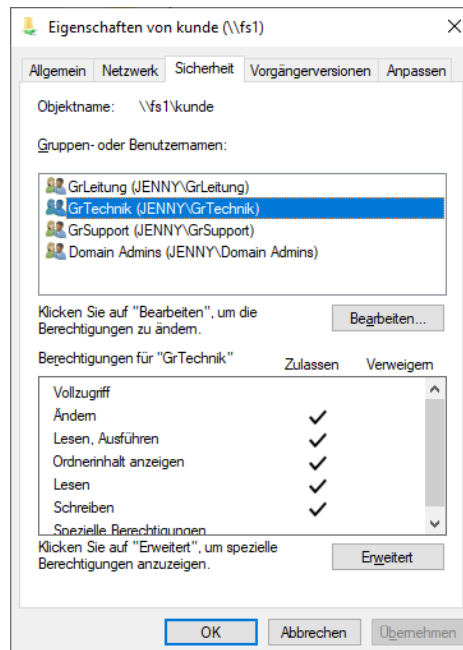 Eigenschaften von kunde (\\fs1)
Allgemein Netzwerk Sicherheit Vorgängerversionen Anpassen
Objektname: \\fs1\kunde
Gruppen- oder Benutzernamen:
GrLeitung (JENNY\GrLeitung)
GrTechnik (JENNY\GrTechnik)
GrSupport (JENNY\GrSupport)
Domain Admins (JENNY\Domain Admins)
Klicken Sie auf "Bearbeiten", um die
Berechtigungen zu ändern.
Bearbeiten...
Berechtigungen für "GrTechnik" Zulassen Verweigern
Vollzugriff
Ändern
Lesen, Ausführen
Ordnerinhalt anzeigen
Lesen
Schreiben
Spezielle Berechtigungen
Klicken Sie auf "Erweitert", um spezielle
Berechtigungen anzuzeigen.
Erweitert
OK Abbrechen Übernehmen